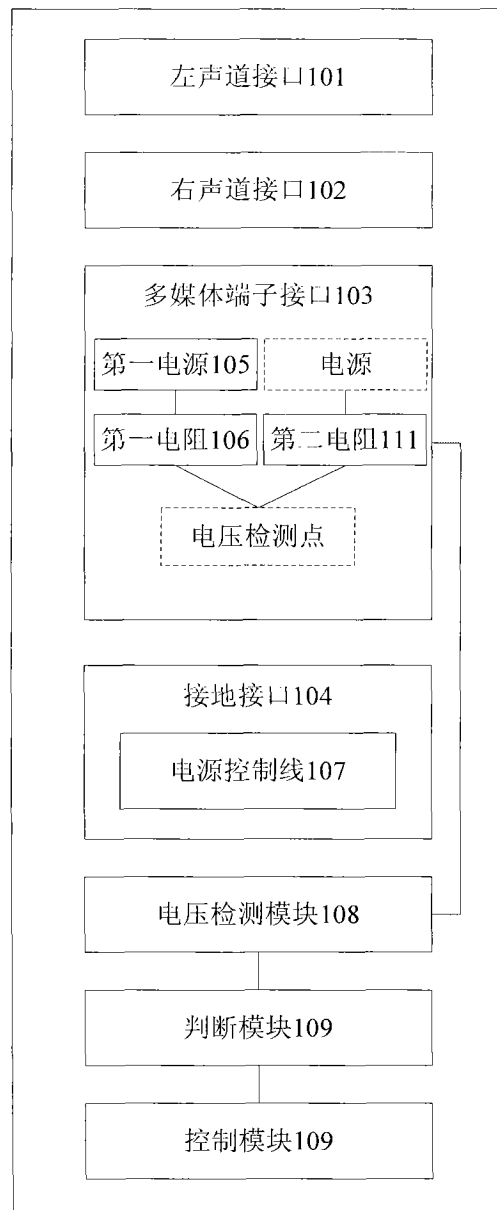 左声道接口101
右声道接口102
多媒体端子接口103
第一电源105
电源
第一电阻106
第二电阻111
电压检测点
接地接口104
电源控制线107
电压检测模块108
判断模块109
控制模块109